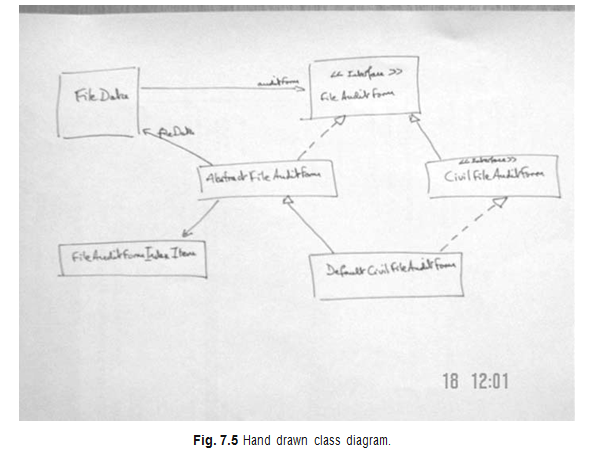 File Data
auditForm
<< Interface >>
File Audit Form
fileData
<< Interface >>
Civil File Audit Form
Abstract File Audit Form
File Audit Form Index Item
Default Civil File Audit Form
18 12:01
Fig. 7.5 Hand drawn class diagram.